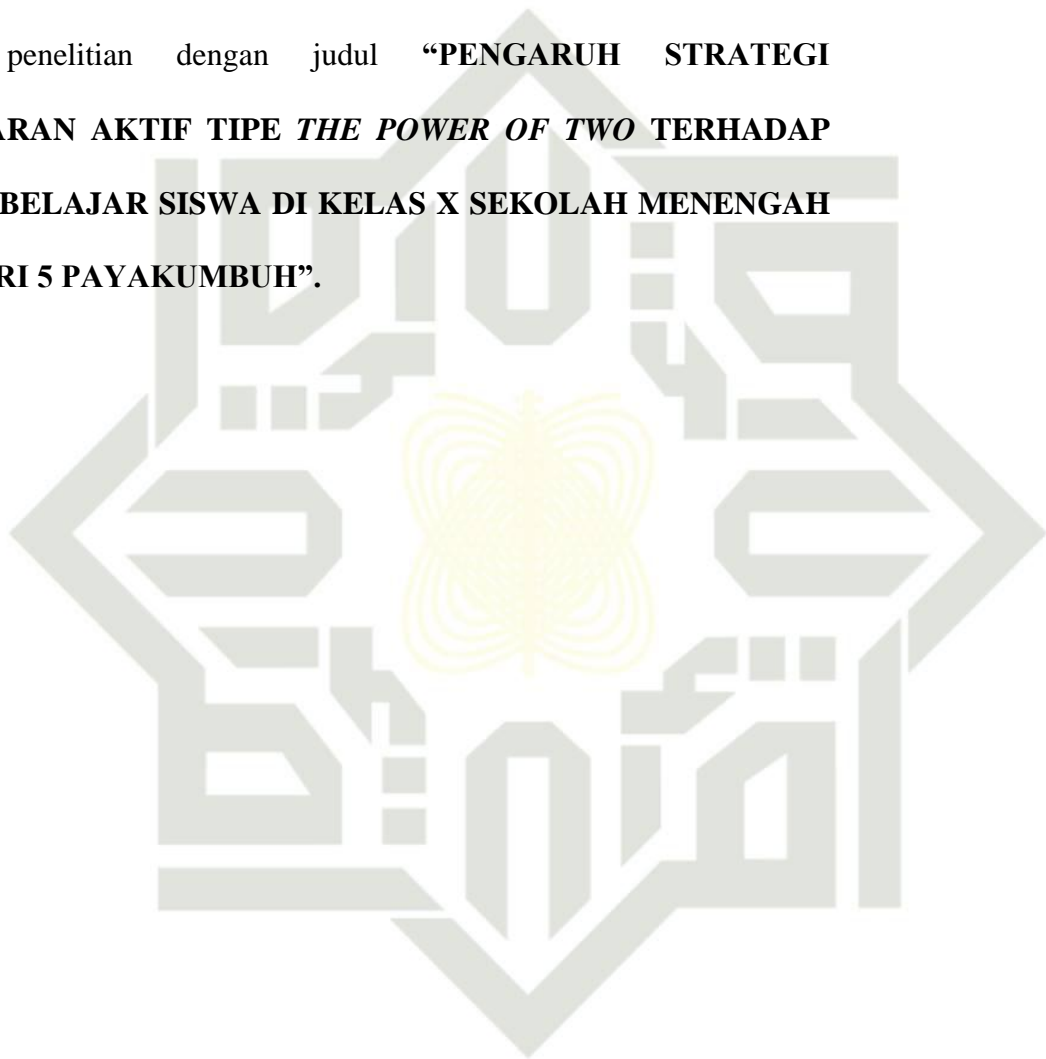 penelitian dengan judul “PENGARUH STRATEGI
ARAN AKTIF TIPE THE POWER OF TWO TERHADAP
BELAJAR SISWA DI KELAS X SEKOLAH MENENGAH
RI 5 PAYAKUMBUH”.